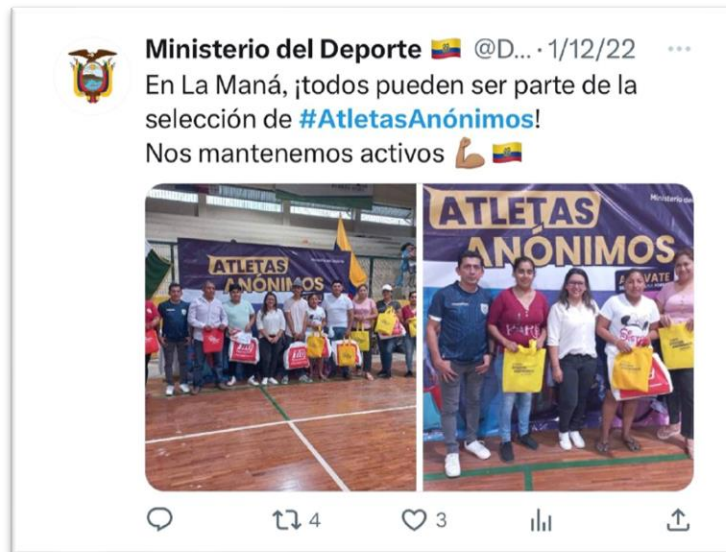 Ministerio del Deporte 🇪🇨 @D... · 1/12/22
En La Maná, ¡todos pueden ser parte de la
selección de #AtletasAnónimos!
Nos mantenemos activos 💪🏽 🇪🇨
ATLETAS
ANÓNIMOS
ATLETAS
ANÓNIMOS
4
3